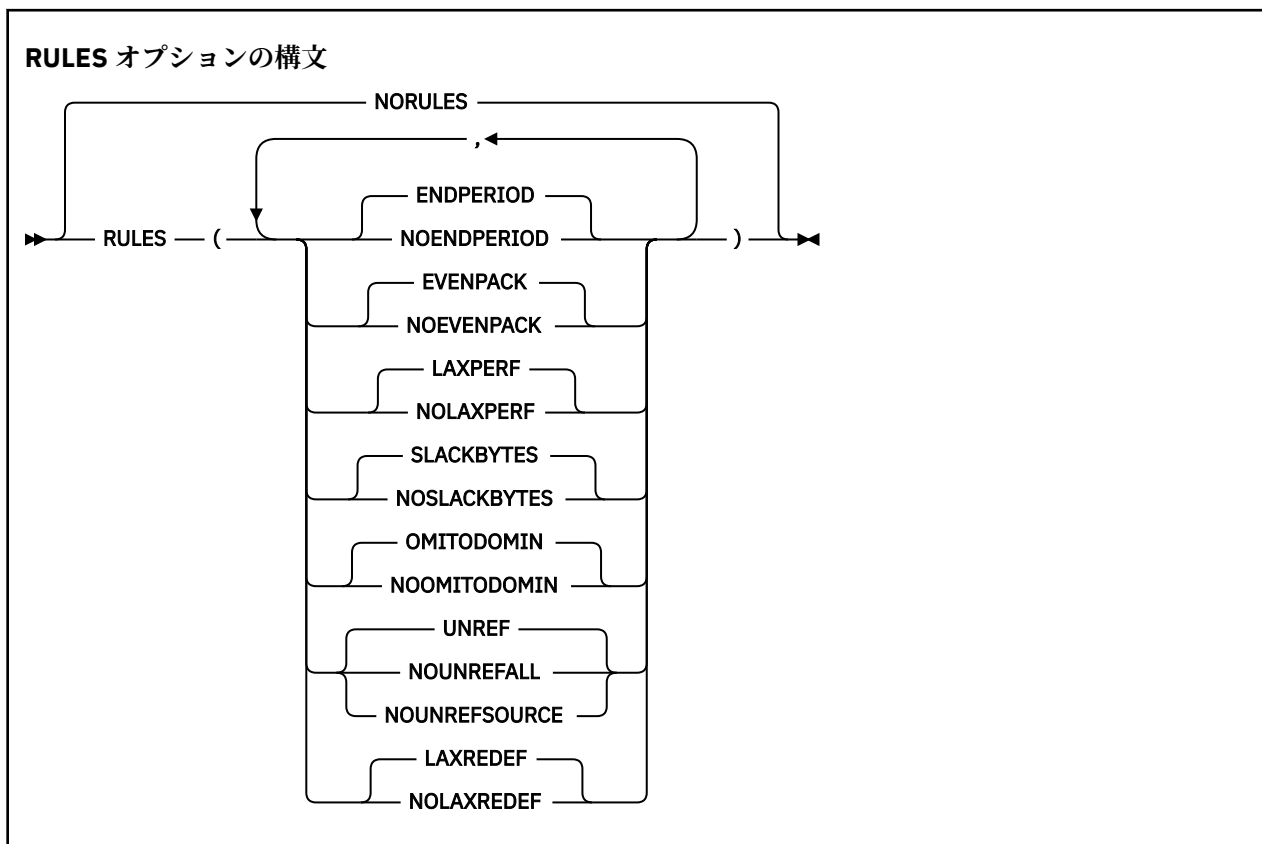 RULES オプションの構文
NORULES
,
ENDPERIOD
RULES ( NOENDPERIOD )
EVENPACK
NOEVENPACK
LAXPERF
NOLAXPERF
SLACKBYTES
NOSLACKBYTES
OMITODOMIN
NOOMITODOMIN
UNREF
NOUNREFALL
NOUNREFSOURCE
LAXREDEF
NOLAXREDEF